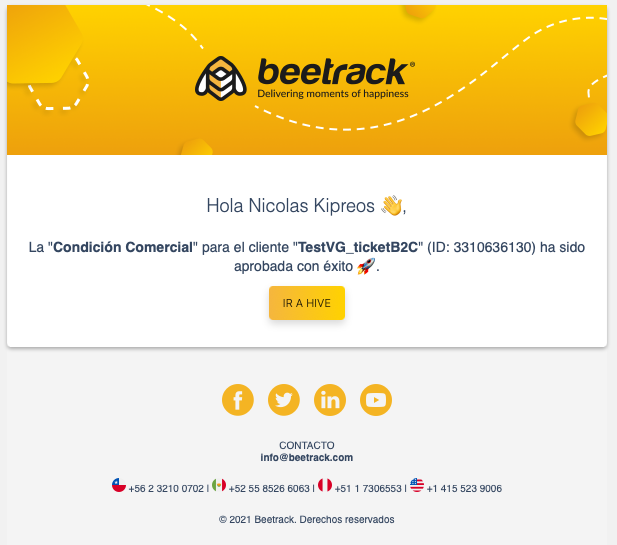 beetrack®
Delivering moments of happiness
Hola Nicolas Kipreos 👋,
La "Condición Comercial" para el cliente "TestVG_ticketB2C" (ID: 3310636130) ha sido
aprobada con éxito 🚀.
IR A HIVE
CONTACTO
info@beetrack.com
+56 2 3210 0702 | +52 55 8526 6063 | +51 1 7306553 | +1 415 523 9006
© 2021 Beetrack. Derechos reservados